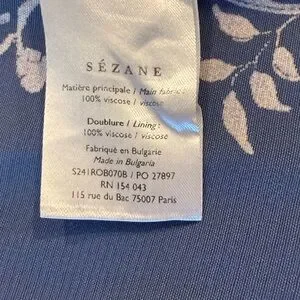 SÉZANE
Matière principale / Main fabric
100% viscose / viscose
Doublure / Lining:
100% viscose / viscose
Fabriqué en Bulgarie
Made in Bulgaria
S241ROB070B / PO 27897
RN 154 043
115 rue du Bac 75007 Paris